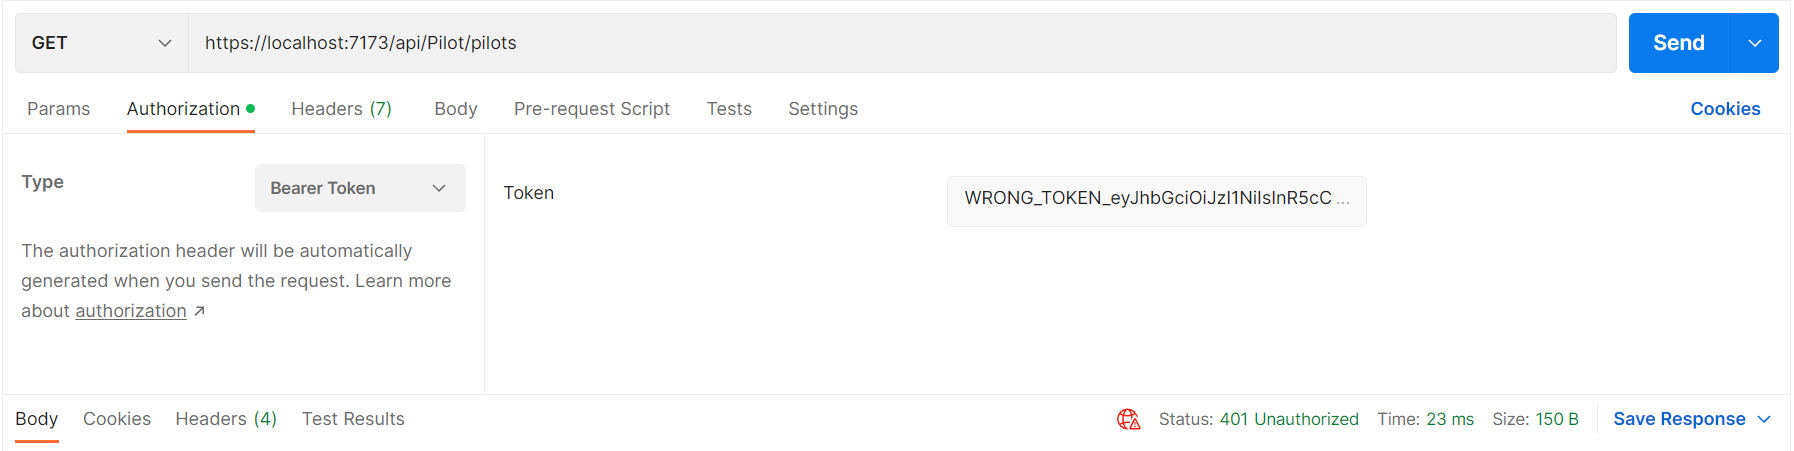 GET https://localhost:7173/api/Pilot/pilots Send
Params Authorization Headers (7) Body Pre-request Script Tests Settings Cookies
Type Bearer Token
Token WRONG_TOKEN_eyJhbGciOiJzI1NiIsInR5cC ...
The authorization header will be automatically
generated when you send the request. Learn more
about authorization ↗
Body Cookies Headers (4) Test Results Status: 401 Unauthorized Time: 23 ms Size: 150 B Save Response